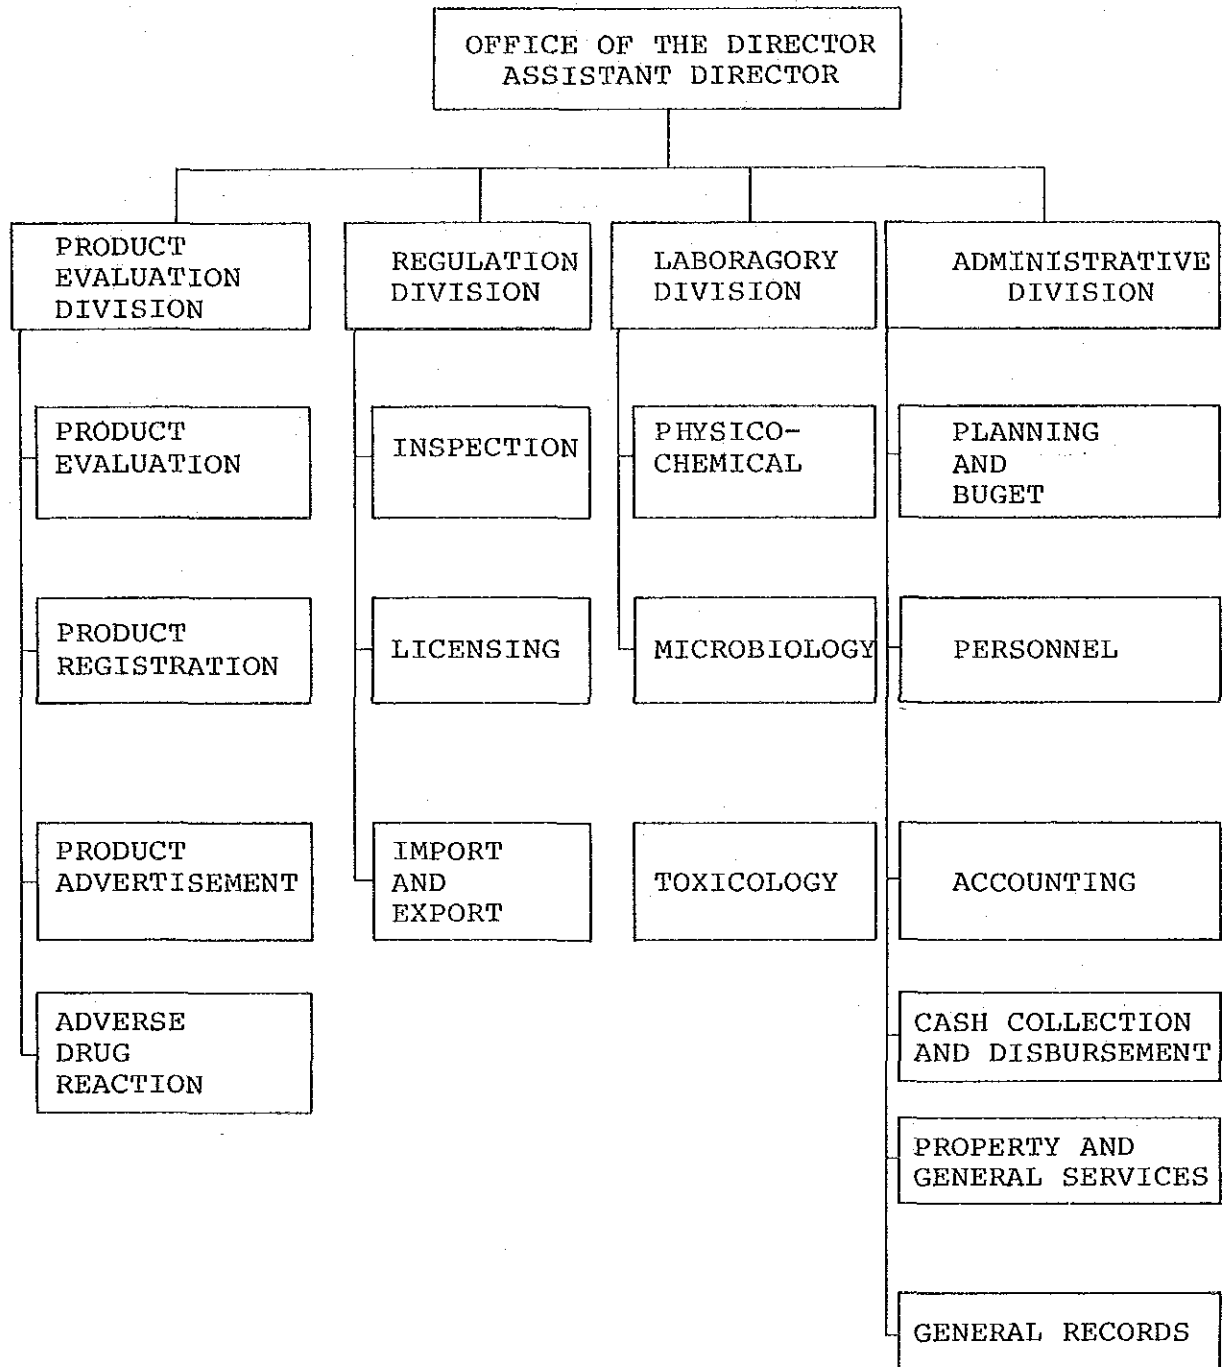 OFFICE OF THE DIRECTOR
ASSISTANT DIRECTOR
PRODUCT
EVALUATION
DIVISION
REGULATION
DIVISION
LABORAGORY
DIVISION
ADMINISTRATIVE
DIVISION
PRODUCT
EVALUATION
INSPECTION
PHYSICO-
CHEMICAL
PLANNING
AND
BUGET
PRODUCT
REGISTRATION
LICENSING
MICROBIOLOGY
PERSONNEL
PRODUCT
ADVERTISEMENT
IMPORT
AND
EXPORT
TOXICOLOGY
ACCOUNTING
ADVERSE
DRUG
REACTION
CASH COLLECTION
AND DISBURSEMENT
PROPERTY AND
GENERAL SERVICES
GENERAL RECORDS